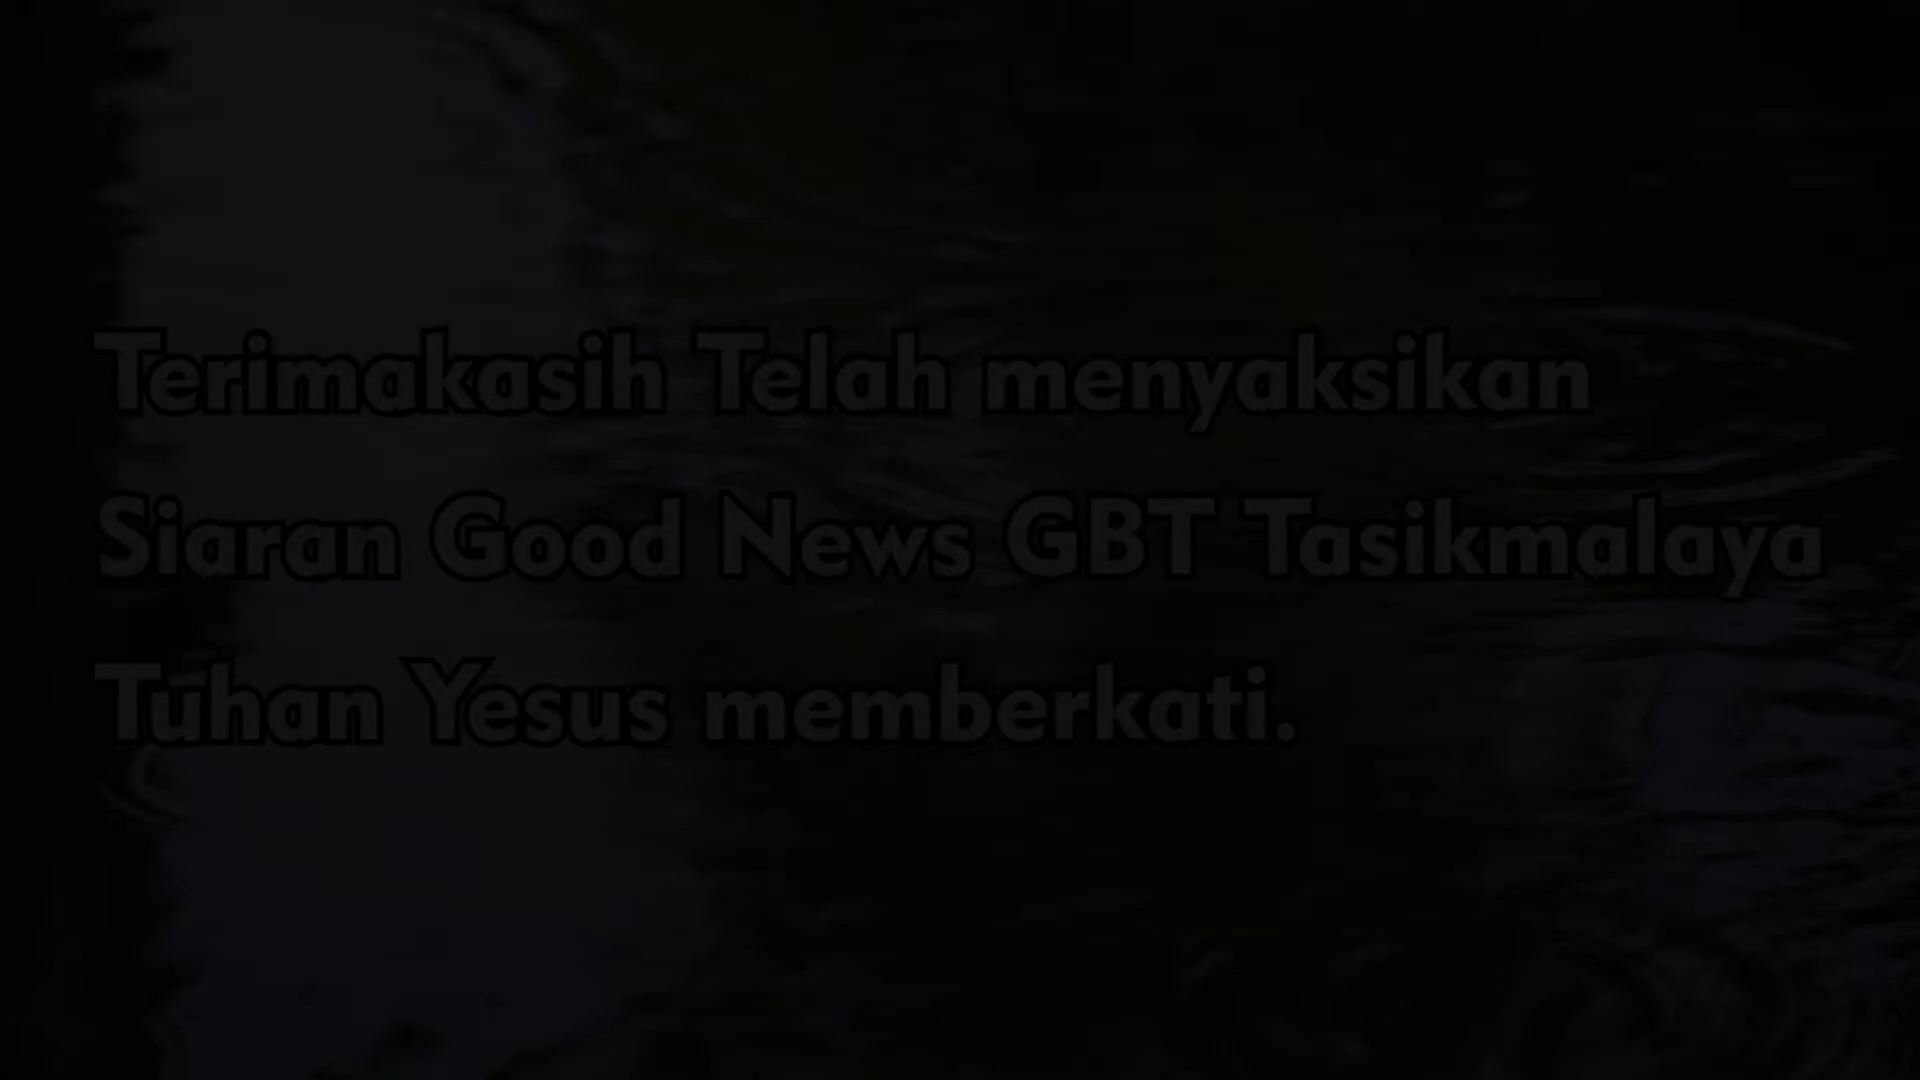 Terimakasih Telah menyaksikan
Siaran Good News GBT Tasikmalaya
Tuhan Yesus memberkati.